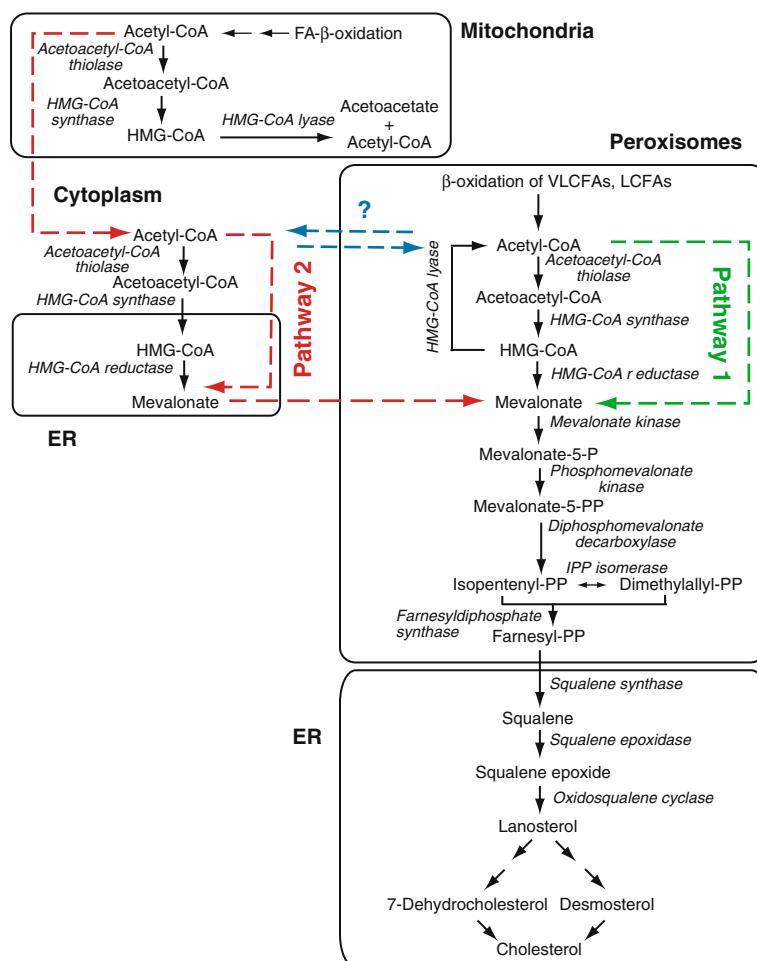 Mitochondria
Acetyl-CoA
FA-β-oxidation
Acetoacetyl-CoA
thiolase
Acetoacetyl-CoA
HMG-CoA
synthase
HMG-CoA
HMG-CoA lyase
Acetoacetate
+
Acetyl-CoA
Cytoplasm
Acetyl-CoA
Acetoacetyl-CoA
thiolase
Acetoacetyl-CoA
HMG-CoA synthase
HMG-CoA
HMG-CoA reductase
Mevalonate
ER
Pathway 2
?
Peroxisomes
β-oxidation of VLCFAs, LCFAs
Acetyl-CoA
Acetoacetyl-CoA
thiolase
Acetoacetyl-CoA
HMG-CoA synthase
HMG-CoA lyase
HMG-CoA
HMG-CoA r eductase
Pathway 1
Mevalonate
Mevalonate kinase
Mevalonate-5-P
Phosphomevalonate
kinase
Mevalonate-5-PP
Diphosphomevalonate
decarboxylase
IPP isomerase
Isopentenyl-PP
Dimethylallyl-PP
Farnesyldiphosphate
synthase
Farnesyl-PP
ER
Squalene synthase
Squalene
Squalene epoxidase
Squalene epoxide
Oxidosqualene cyclase
Lanosterol
7-Dehydrocholesterol
Desmosterol
Cholesterol